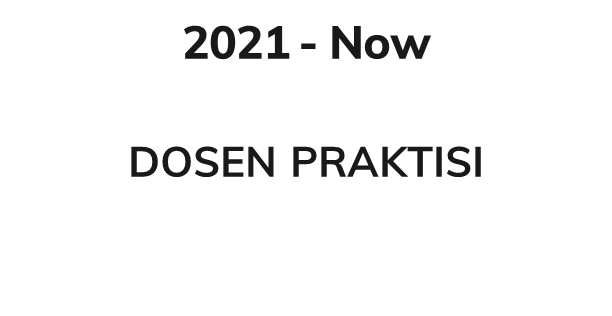 2021 - Now
DOSEN PRAKTISI